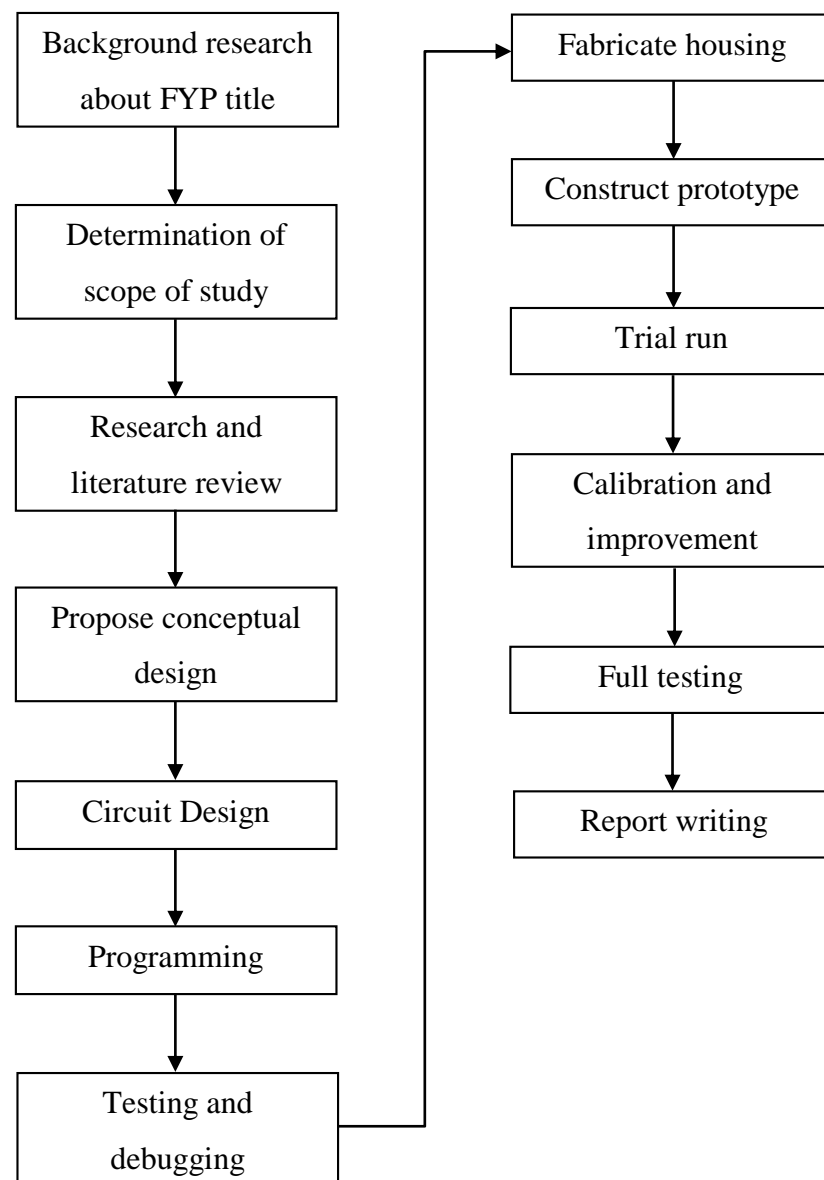 Background research
about FYP title
Determination of
scope of study
Research and
literature review
Propose conceptual
design
Circuit Design
Programming
Testing and
debugging
Fabricate housing
Construct prototype
Trial run
Calibration and
improvement
Full testing
Report writing